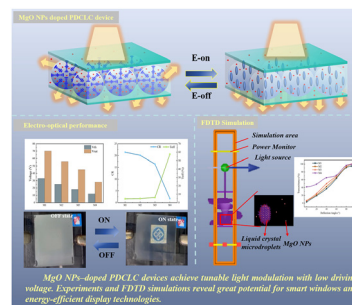 MgO NPs doped PDCLC device
E-on
E-off
Electro-optical performance
FDTD Simulation
Simulation area
Power Monitor
Light source
OFF state
ON
ON state
OFF
Liquid crystal
microdroplets
MgO NPs
MgO NPs–doped PDCLC devices achieve tunable light modulation with low driving
voltage. Experiments and FDTD simulations reveal great potential for smart windows and
energy-efficient display technologies.